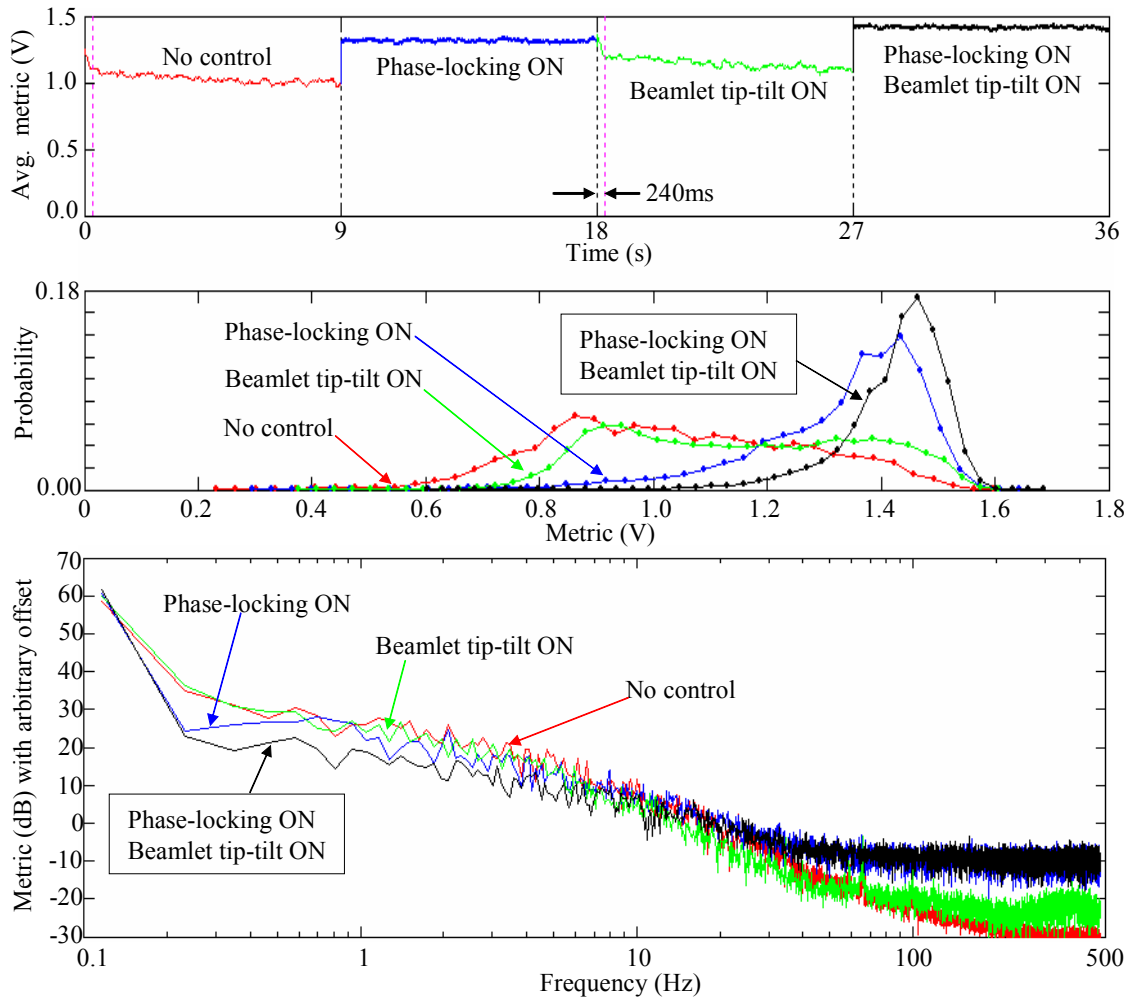 Avg. metric (V)
1.5
1.0
0.5
0.0
No control
Phase-locking ON
Beamlet tip-tilt ON
Phase-locking ON
Beamlet tip-tilt ON
240ms
0
9
18
27
36
Time (s)
Probability
0.18
0.00
Phase-locking ON
Beamlet tip-tilt ON
No control
Phase-locking ON
Beamlet tip-tilt ON
0
0.2
0.4
0.6
0.8
1.0
1.2
1.4
1.6
1.8
Metric (V)
Metric (dB) with arbitrary offset
70
60
50
40
30
20
10
0
-10
-20
-30
Phase-locking ON
Beamlet tip-tilt ON
No control
Phase-locking ON
Beamlet tip-tilt ON
0.1
1
10
100
500
Frequency (Hz)